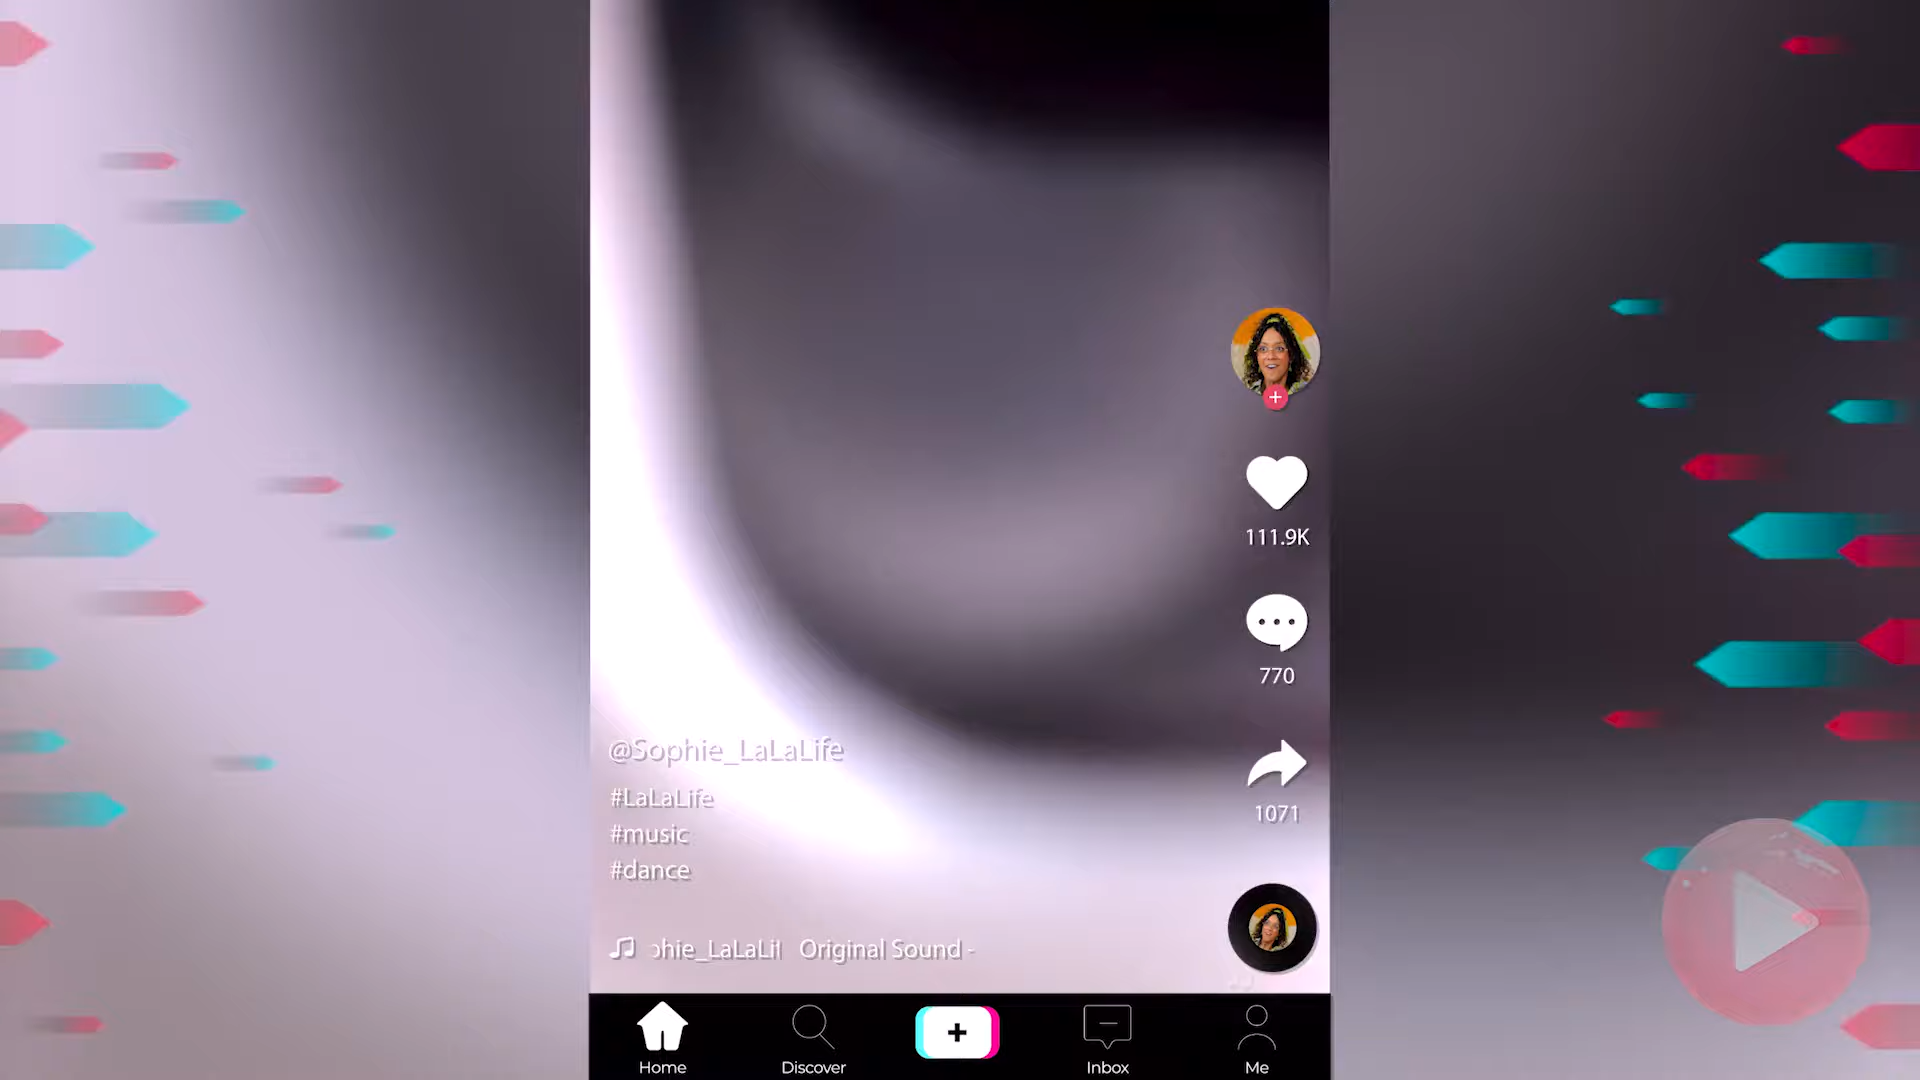 111.9K
770
1071
@Sophie_LaLaLife
#LaLaLife
#music
#dance
Original Sound -
Home
Discover
Inbox
Me